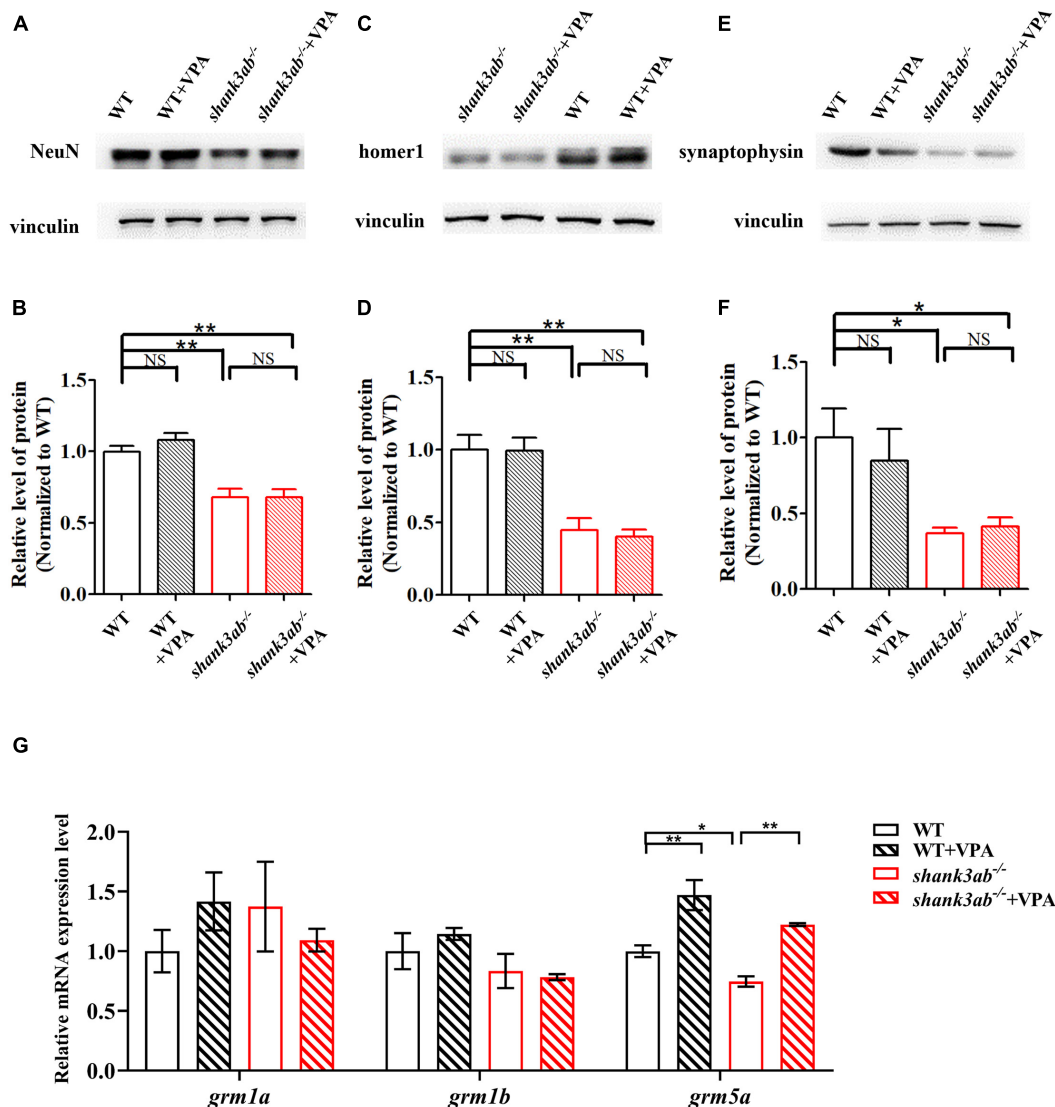 A
C
E
WT
WT+VPA
shank3ab-/-
shank3ab-/-+VPA
shank3ab-/-
shank3ab-/-+VPA
WT
WT+VPA
WT
WT+VPA
shank3ab-/-
shank3ab-/-+VPA
NeuN
homer1
synaptophysin
vinculin
vinculin
vinculin
B
D
F
**
**
NS
NS
1.5
1.0
0.5
0.0
Relative level of protein
(Normalized to WT)
WT
WT
+VPA
shank3ab-/-
shank3ab-/-
+VPA
**
**
NS
NS
1.5
1.0
0.5
0.0
Relative level of protein
(Normalized to WT)
WT
WT
+VPA
shank3ab-/-
shank3ab-/-
+VPA
*
*
NS
NS
1.5
1.0
0.5
0.0
Relative level of protein
(Normalized to WT)
WT
WT
+VPA
shank3ab-/-
shank3ab-/-
+VPA
G
Relative mRNA expression level
2.0
1.5
1.0
0.5
0.0
*
**
**
grm1a
grm1b
grm5a
WT
WT+VPA
shank3ab-/-
shank3ab-/-+VPA